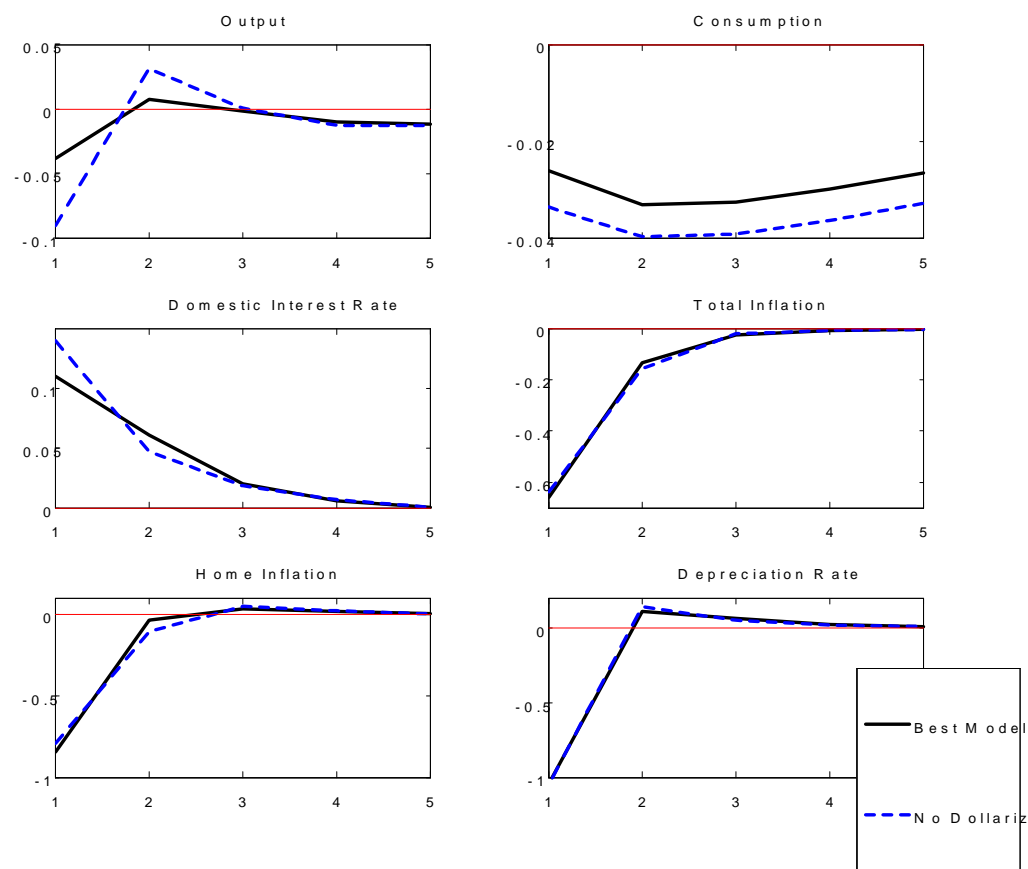 Output
0.05
0
-0.05
-0.1
1 2 3 4 5
Consumption
0
-0.02
-0.04
1 2 3 4 5
Domestic Interest Rate
0.1
0.05
0
1 2 3 4 5
Total Inflation
0
-0.2
-0.4
-0.6
1 2 3 4 5
Home Inflation
0
-0.5
-1
1 2 3 4 5
Depreciation Rate
0
-0.5
-1
1 2 3 4
Best Model
No Dollariz